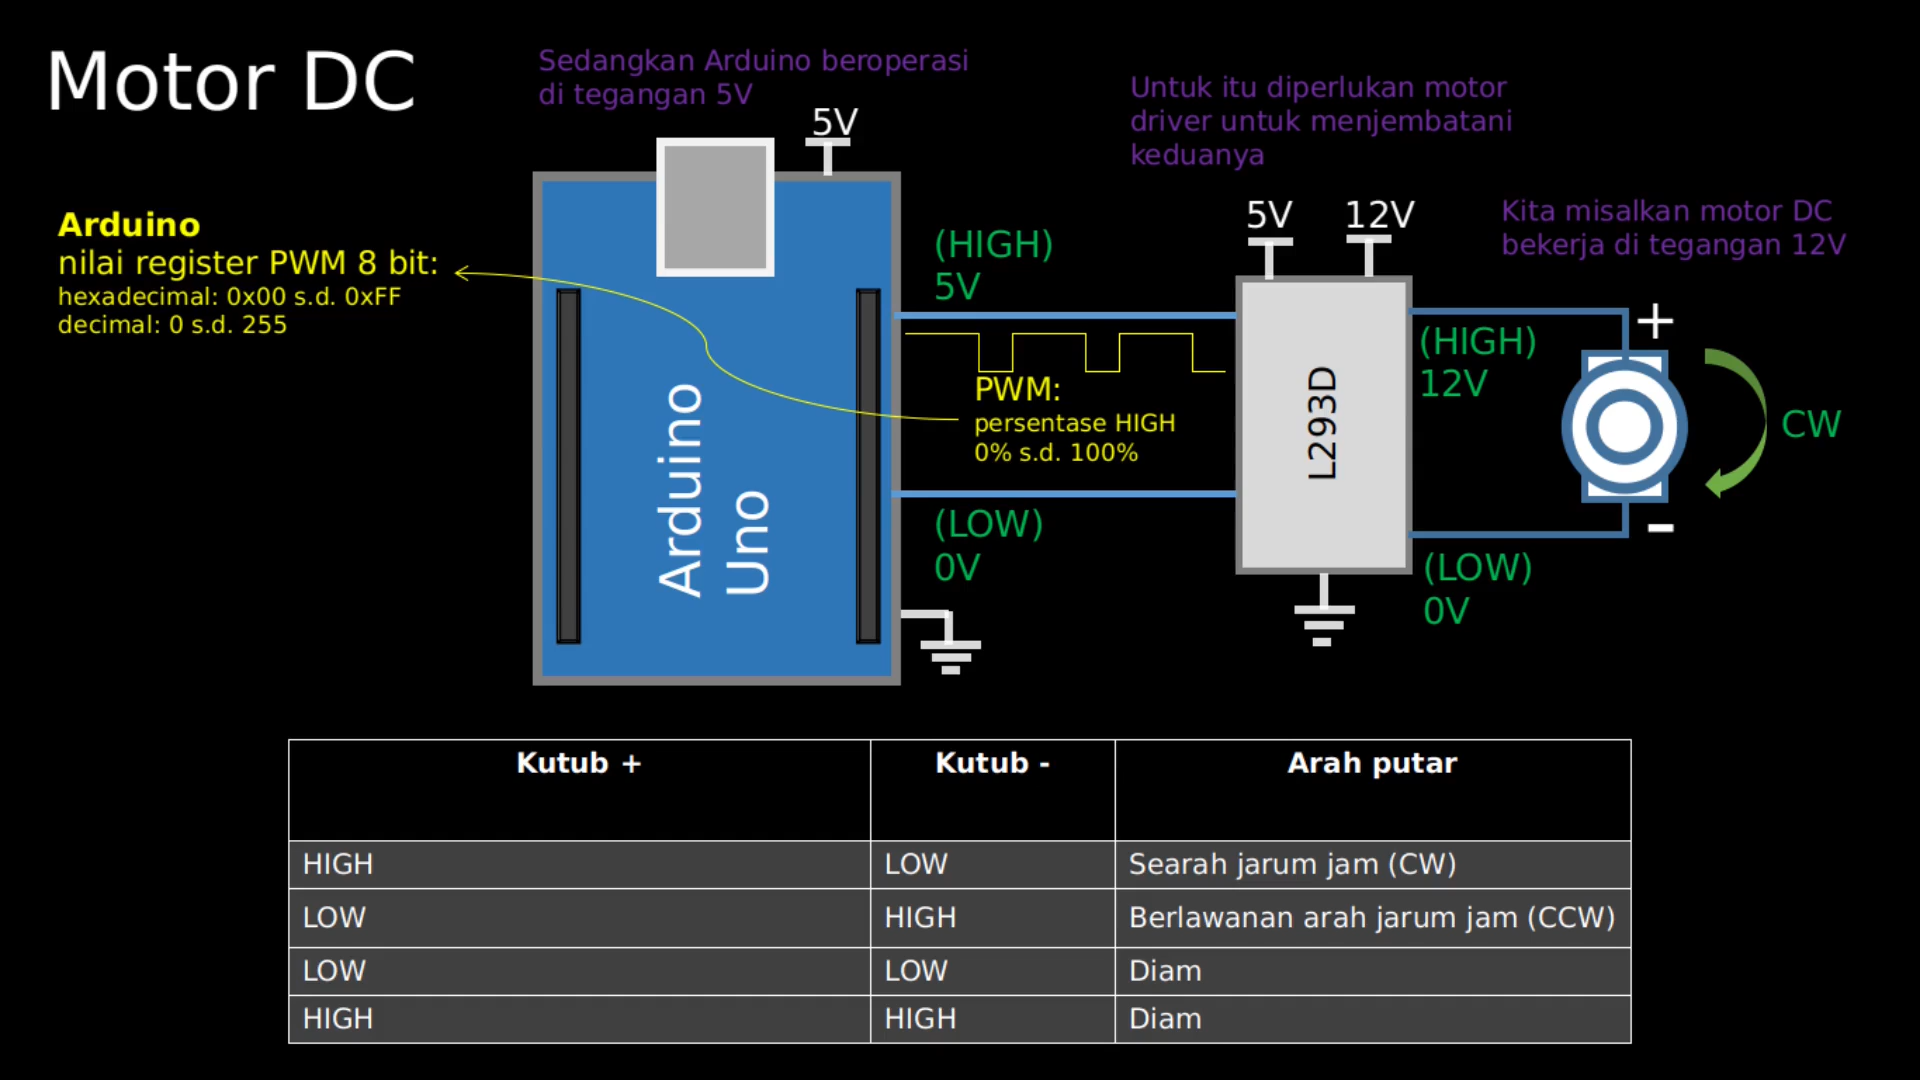 Motor DC
Sedangkan Arduino beroperasi
di tegangan 5V
5V
Untuk itu diperlukan motor
driver untuk menjembatani
keduanya
Kita misalkan motor DC
bekerja di tegangan 12V
Arduino
nilai register PWM 8 bit:
hexadecimal: 0x00 s.d. 0xFF
decimal: 0 s.d. 255
Arduino
Uno
(HIGH)
5V
PWM:
persentase HIGH
0% s.d. 100%
(LOW)
0V
5V
12V
L293D
(HIGH)
12V
(LOW)
0V
+
-
CW
Kutub + Kutub - Arah putar
HIGH LOW Searah jarum jam (CW)
LOW HIGH Berlawanan arah jarum jam (CCW)
LOW LOW Diam
HIGH HIGH Diam